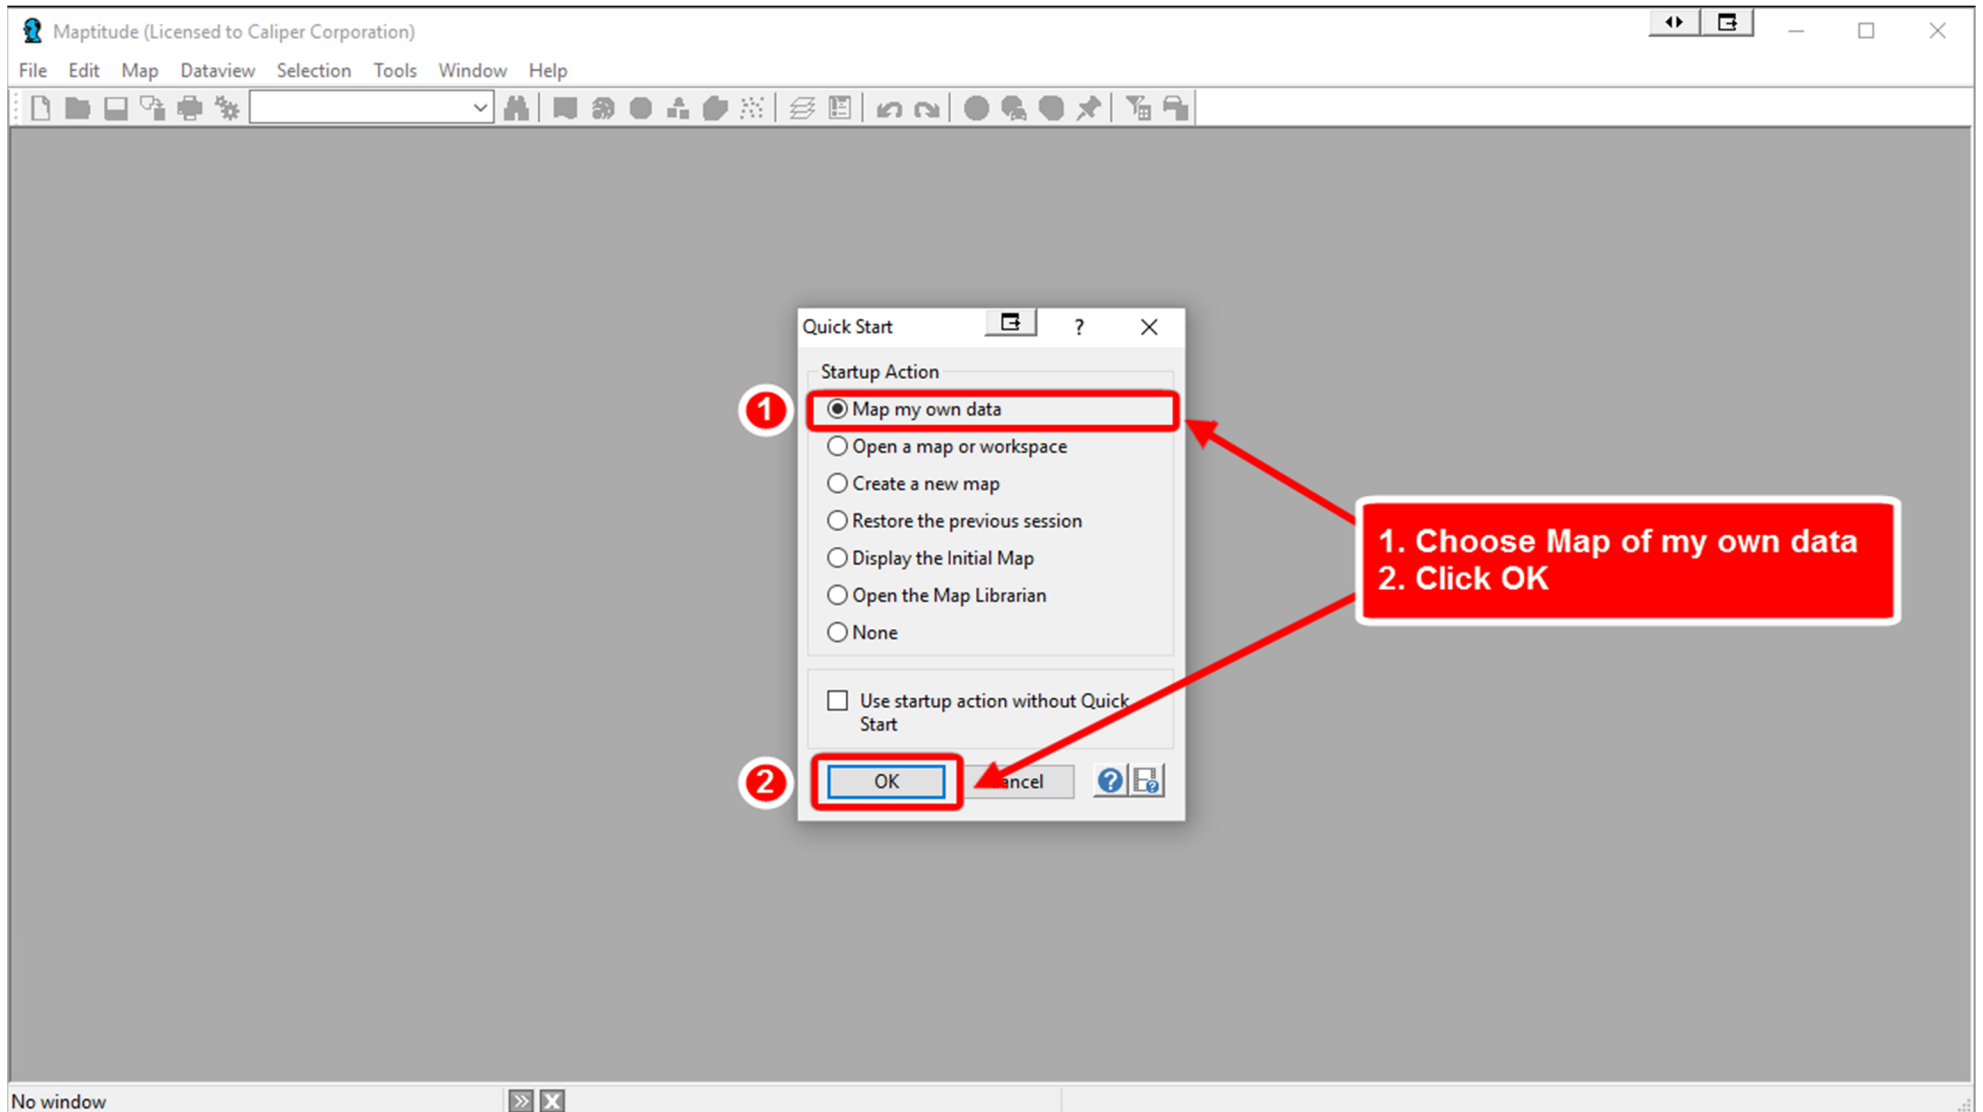 Maptitude (Licensed to Caliper Corporation)
File Edit Map Dataview Selection Tools Window Help
Quick Start
?
Startup Action
1
Map my own data
Open a map or workspace
Create a new map
Restore the previous session
Display the Initial Map
Open the Map Librarian
None
1. Choose Map of my own data
2. Click OK
Use startup action without Quick
Start
2
OK
ancel
No window